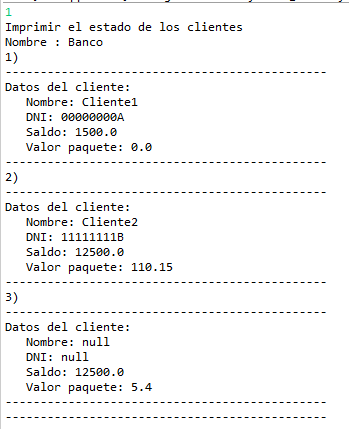 1
Imprimir el estado de los clientes
Nombre : Banco
1)
----------------------------------------------
Datos del cliente:
   Nombre: Cliente1
   DNI: 00000000A
   Saldo: 1500.0
   Valor paquete: 0.0
----------------------------------------------
2)
----------------------------------------------
Datos del cliente:
   Nombre: Cliente2
   DNI: 11111111B
   Saldo: 12500.0
   Valor paquete: 110.15
----------------------------------------------
3)
----------------------------------------------
Datos del cliente:
   Nombre: null
   DNI: null
   Saldo: 12500.0
   Valor paquete: 5.4
----------------------------------------------
----------------------------------------------